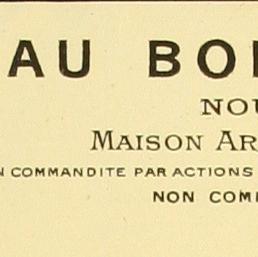 AU BO
NOU
MAISON AR
N COMMANDITE PAR ACTIONS
NON COM